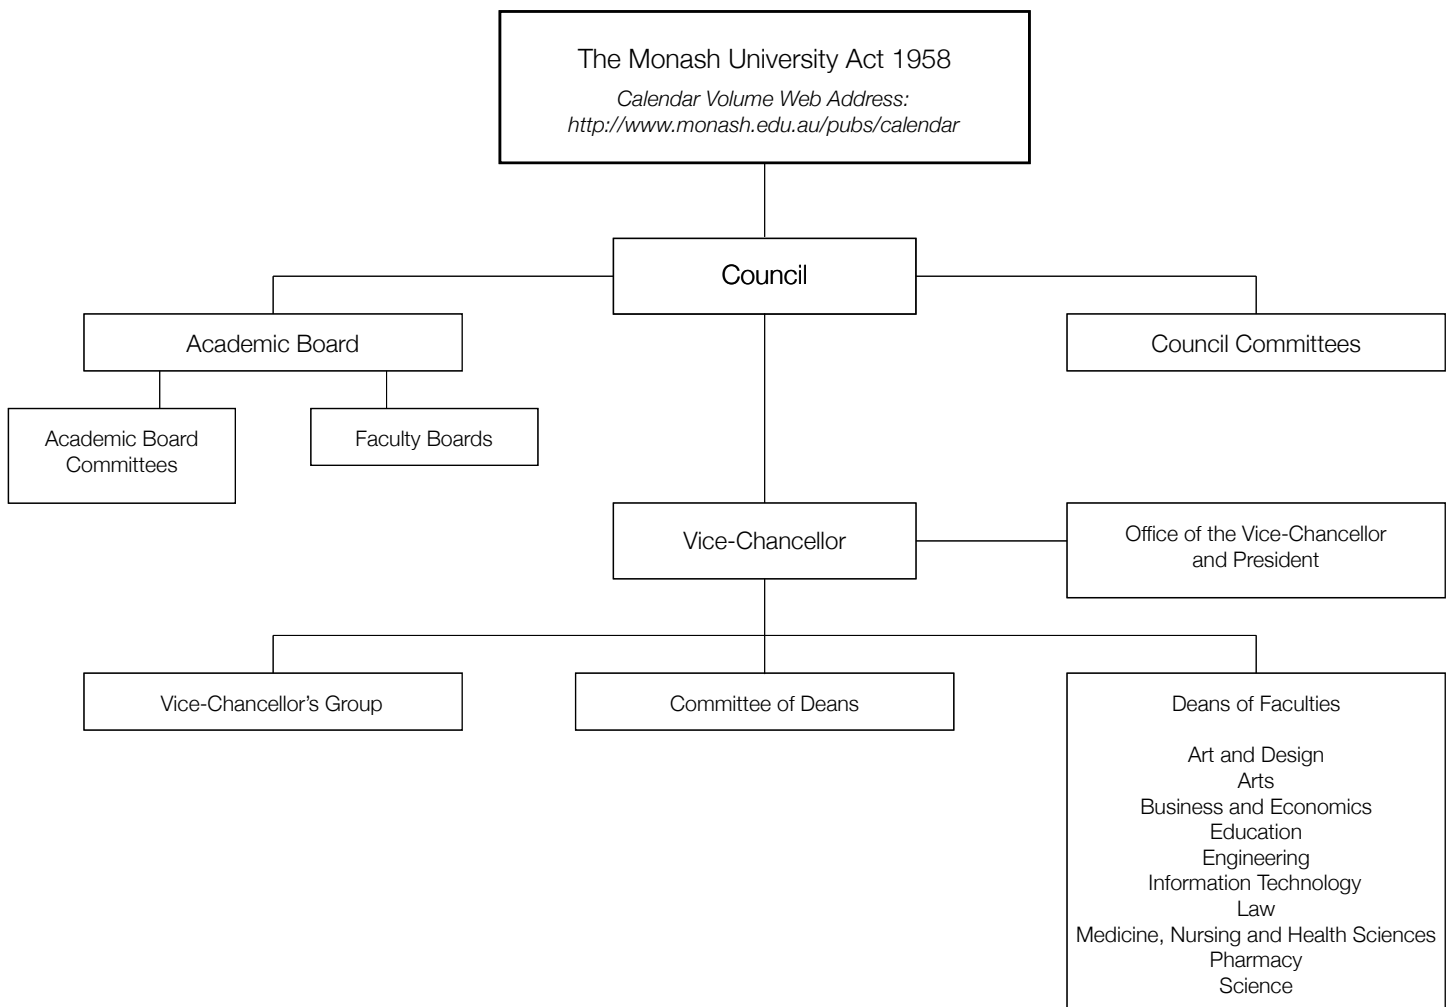 The Monash University Act 1958
Calendar Volume Web Address:
http://www.monash.edu.au/pubs/calendar
Council
Academic Board
Council Committees
Academic Board
Committees
Faculty Boards
Vice-Chancellor
Office of the Vice-Chancellor
and President
Vice-Chancellor’s Group
Committee of Deans
Deans of Faculties
Art and Design
Arts
Business and Economics
Education
Engineering
Information Technology
Law
Medicine, Nursing and Health Sciences
Pharmacy
Science